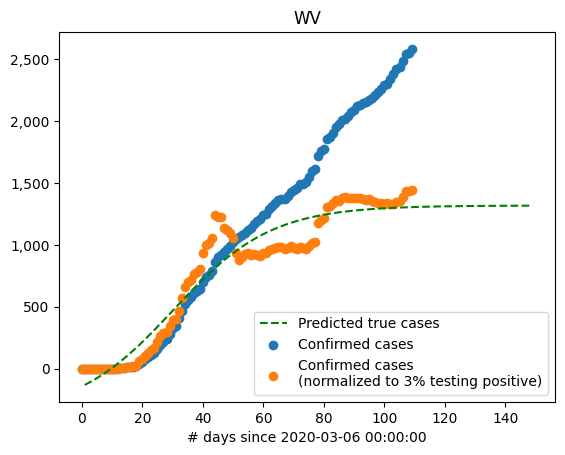 WV
2,500
2,000
1,500
1,000
500
0
Predicted true cases
Confirmed cases
Confirmed cases
(normalized to 3% testing positive)
0 20 40 60 80 100 120 140
# days since 2020-03-06 00:00:00